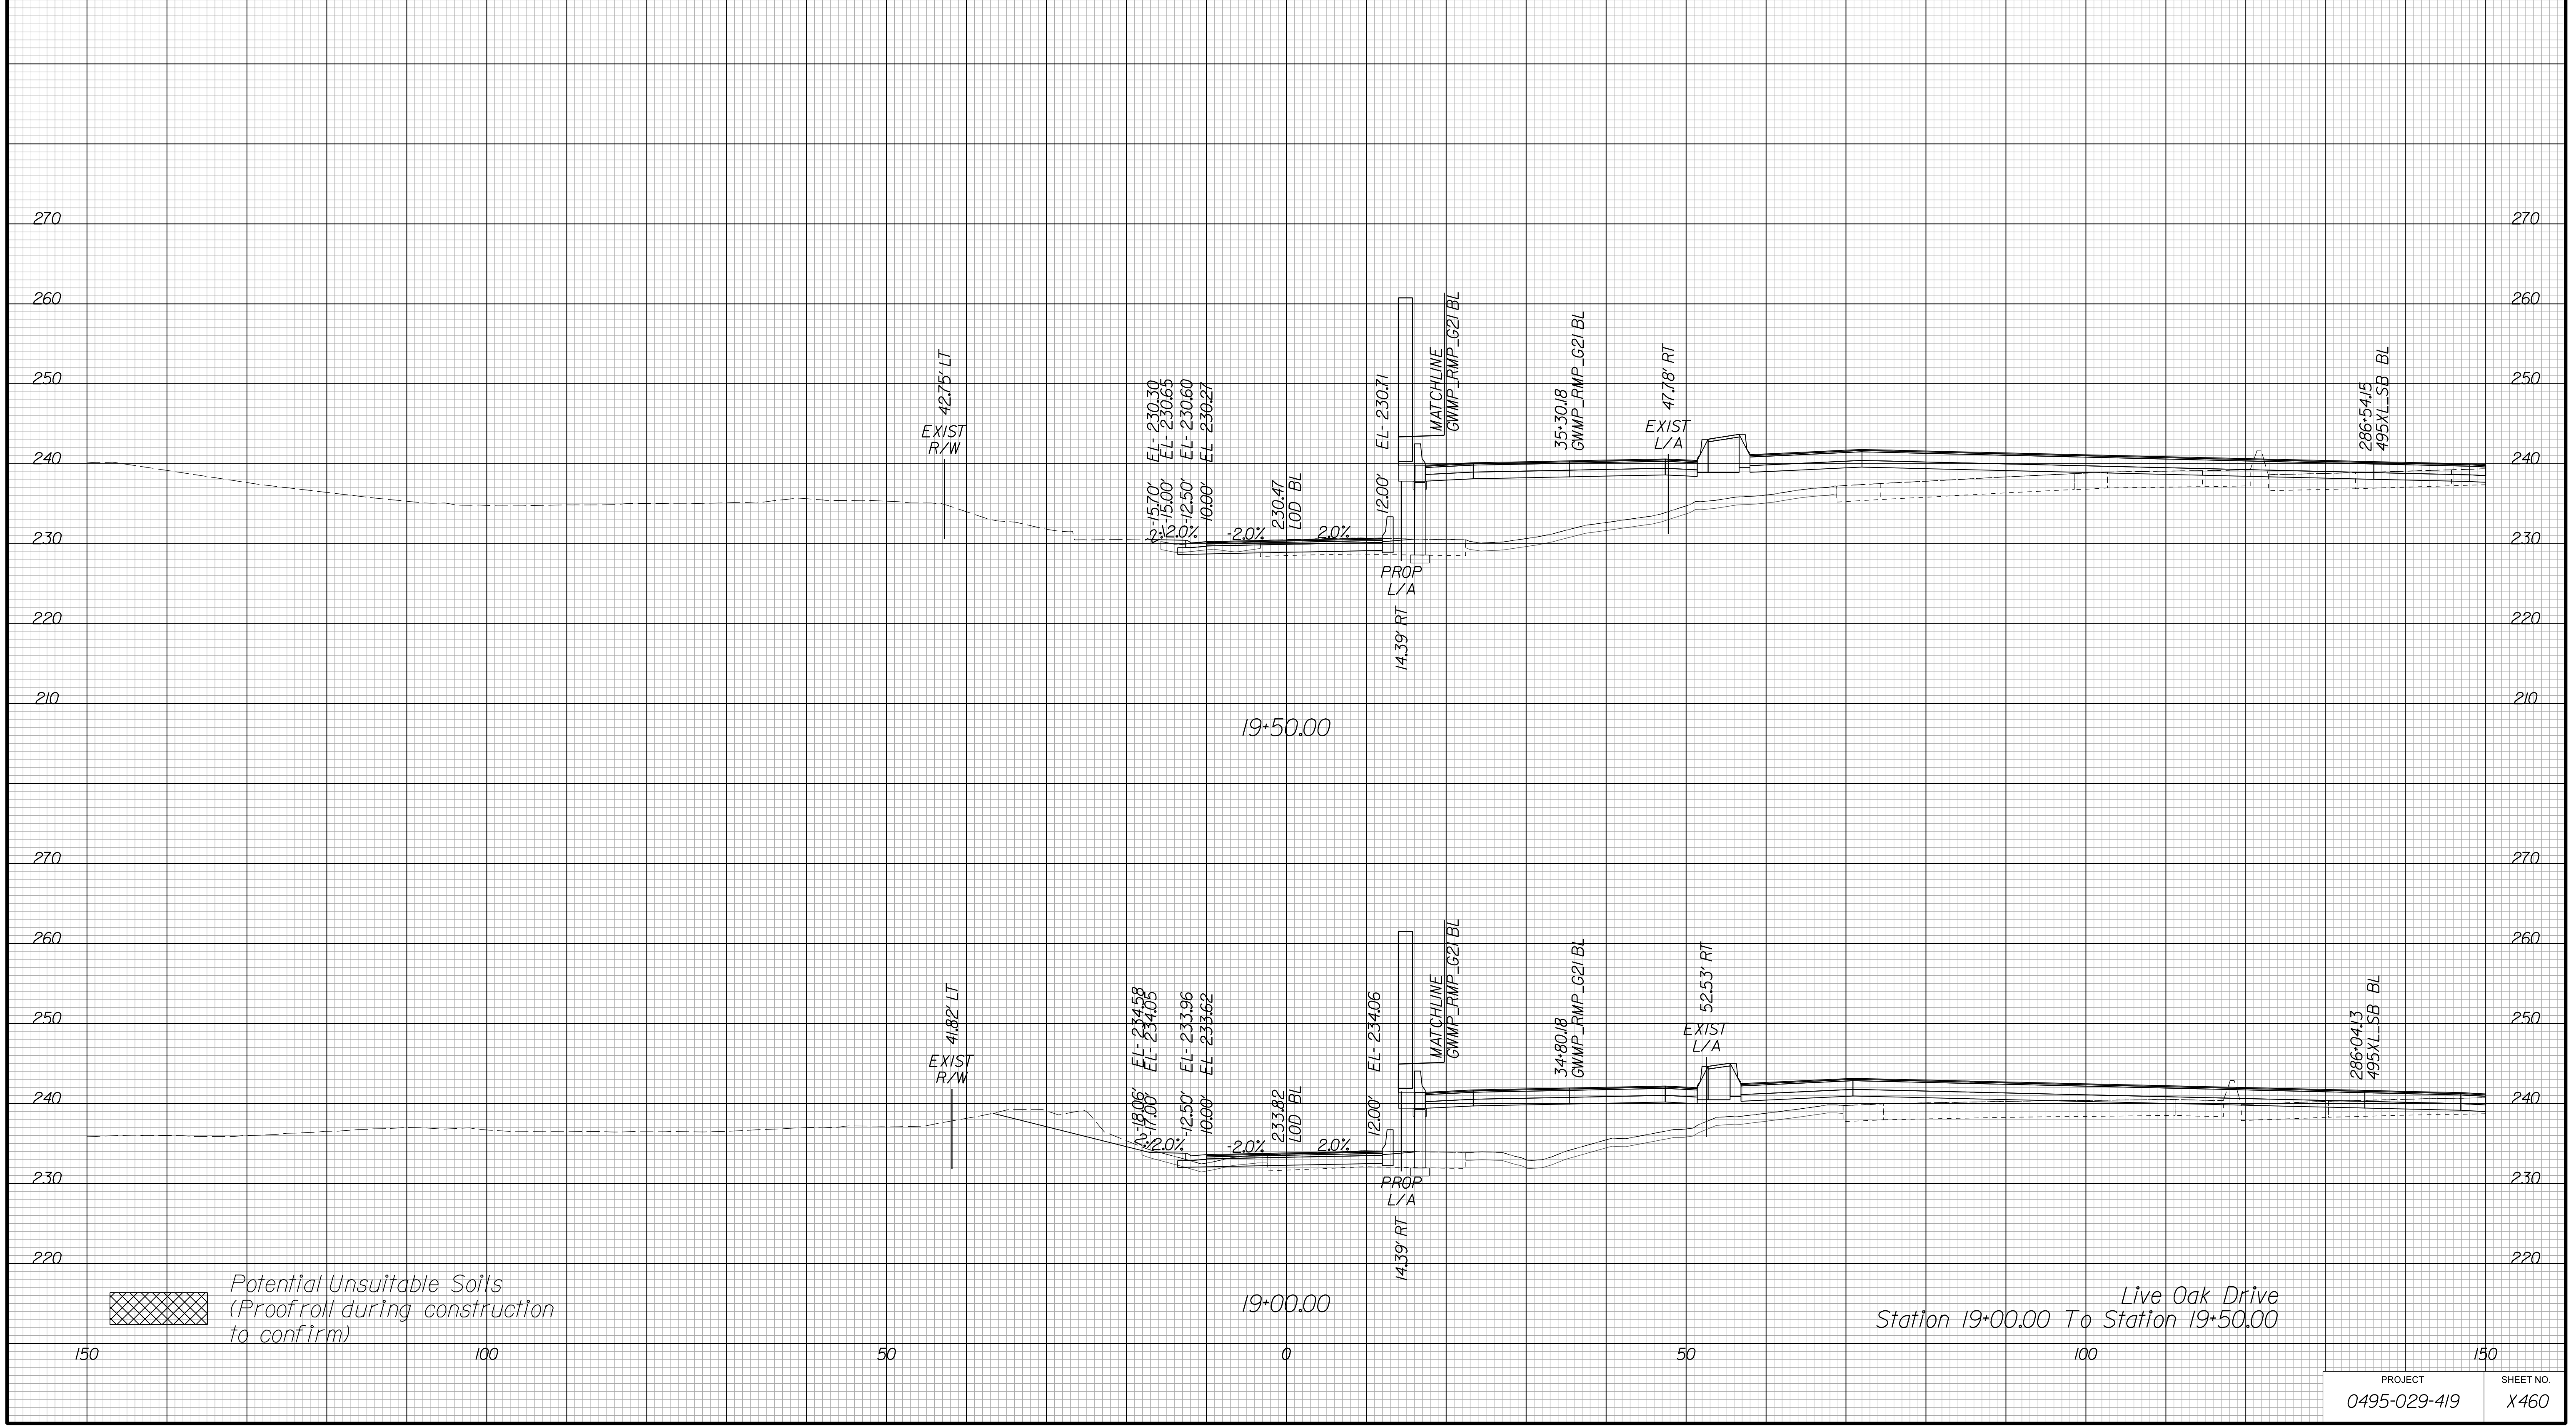 270
270
260
260
250
250
240
240
230
230
220
220
210
210
42.75' LT
EXIST
R/W
-15.70' EL- 230.30
-15.00' EL- 230.65
-12.50' EL- 230.60
10.00' EL 230.27
2:1
2.0%
-2.0%
230.47
LOD BL
2.0%
12.00' EL- 230.71
MATCHLINE
GWMP_RMP_G21 BL
35+30.18
GWMP_RMP_G21 BL
47.78' RT
EXIST
L/A
286+54.15
495XL_SB BL
PROP
L/A
14.39' RT
19+50.00
270
270
260
260
250
250
240
240
230
230
220
220
41.82' LT
EXIST
R/W
-18.06' EL- 234.58
-17.00' EL- 234.05
-12.50' EL- 233.96
10.00' EL 233.62
2.0%
-2.0%
233.82
LOD BL
2.0%
12.00' EL- 234.06
MATCHLINE
GWMP_RMP_G21 BL
34+80.18
GWMP_RMP_G21 BL
52.53' RT
EXIST
L/A
286+04.13
495XL_SB BL
PROP
L/A
14.39' RT
19+00.00
Potential Unsuitable Soils
(Proofroll during construction
to confirm)
Live Oak Drive
Station 19+00.00 To Station 19+50.00
150
100
50
0
50
100
150
PROJECT
0495-029-419
SHEET NO.
X460